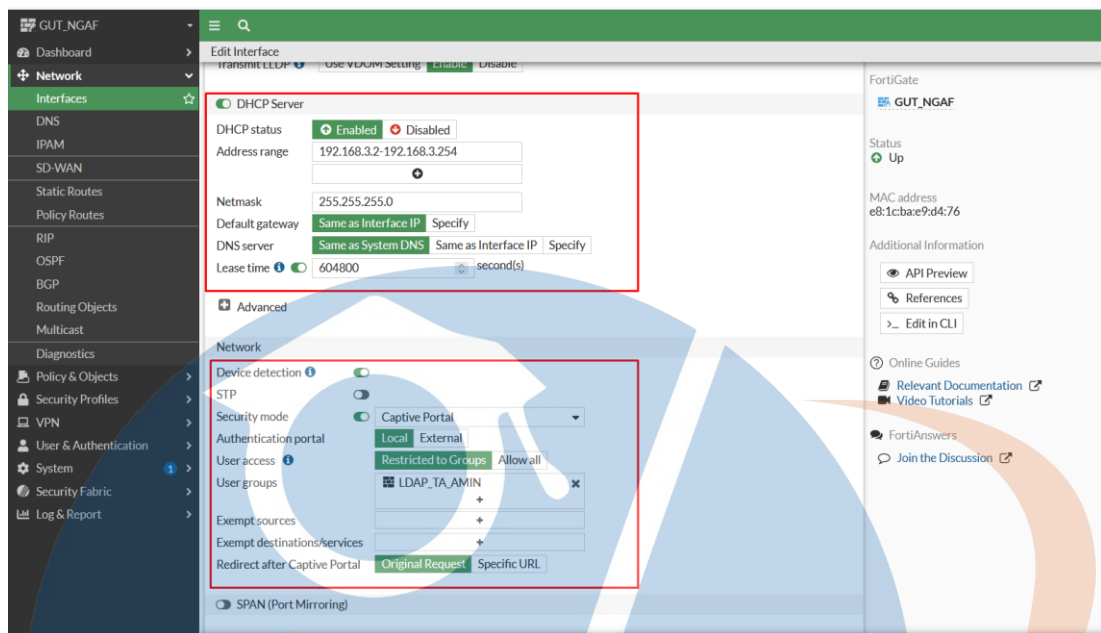 GUT_NGAF
Dashboard
Network
Interfaces
DNS
IPAM
SD-WAN
Static Routes
Policy Routes
RIP
OSPF
BGP
Routing Objects
Multicast
Diagnostics
Policy & Objects
Security Profiles
VPN
User & Authentication
System 1
Security Fabric
Log & Report
Edit Interface
Transmit LLDP Use VDOM Setting Enable Disable
DHCP Server
DHCP status Enabled Disabled
Address range 192.168.3.2-192.168.3.254
Netmask 255.255.255.0
Default gateway Same as Interface IP Specify
DNS server Same as System DNS Same as Interface IP Specify
Lease time 604800 second(s)
Advanced
Network
Device detection
STP
Security mode Captive Portal
Authentication portal Local External
User access Restricted to Groups Allow all
User groups LDAP_TA_AMIN
Exempt sources
Exempt destinations/services
Redirect after Captive Portal Original Request Specific URL
SPAN (Port Mirroring)
FortiGate
GUT_NGAF
Status
Up
MAC address
e8:1c:ba:e9:d4:76
Additional Information
API Preview
References
>_ Edit in CLI
Online Guides
Relevant Documentation
Video Tutorials
FortiAnswers
Join the Discussion